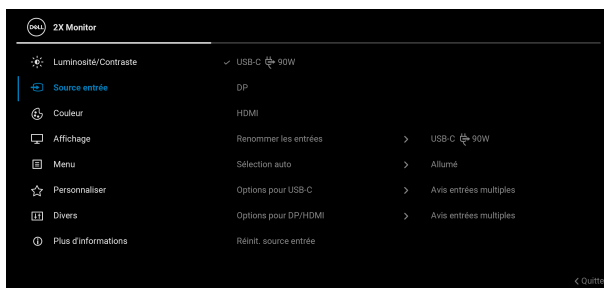 DELL 2X Monitor
Luminosité/Contraste USB-C 90W
Source entrée DP
Couleur HDMI
Affichage Renommer les entrées USB-C 90W
Menu Sélection auto Allumé
Personnaliser Options pour USB-C Avis entrées multiples
Divers Options pour DP/HDMI Avis entrées multiples
Plus d'informations Réinit. source entrée
Quitte